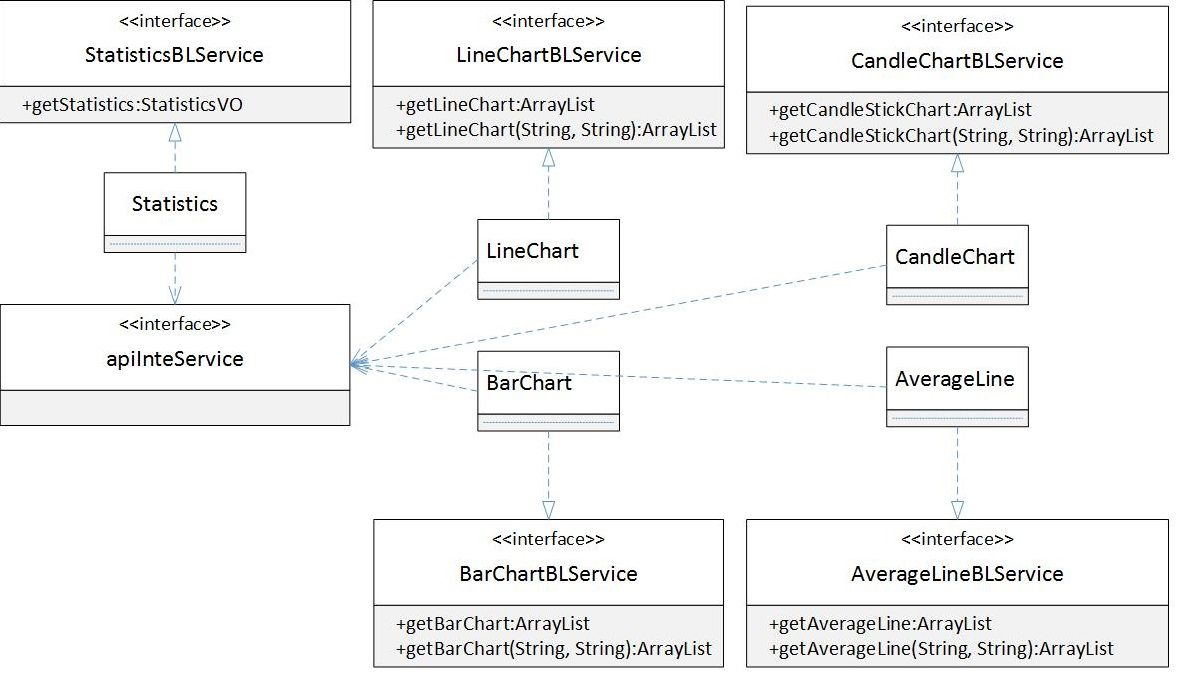 <<interface>>
StatisticsBLService
+getStatistics:StatisticsVO
<<interface>>
LineChartBLService
+getLineChart:ArrayList
+getLineChart(String, String):ArrayList
<<interface>>
CandleChartBLService
+getCandleStickChart:ArrayList
+getCandleStickChart(String, String):ArrayList
Statistics
LineChart
CandleChart
<<interface>>
apiInteService
BarChart
AverageLine
<<interface>>
BarChartBLService
+getBarChart:ArrayList
+getBarChart(String, String):ArrayList
<<interface>>
AverageLineBLService
+getAverageLine:ArrayList
+getAverageLine(String, String):ArrayList